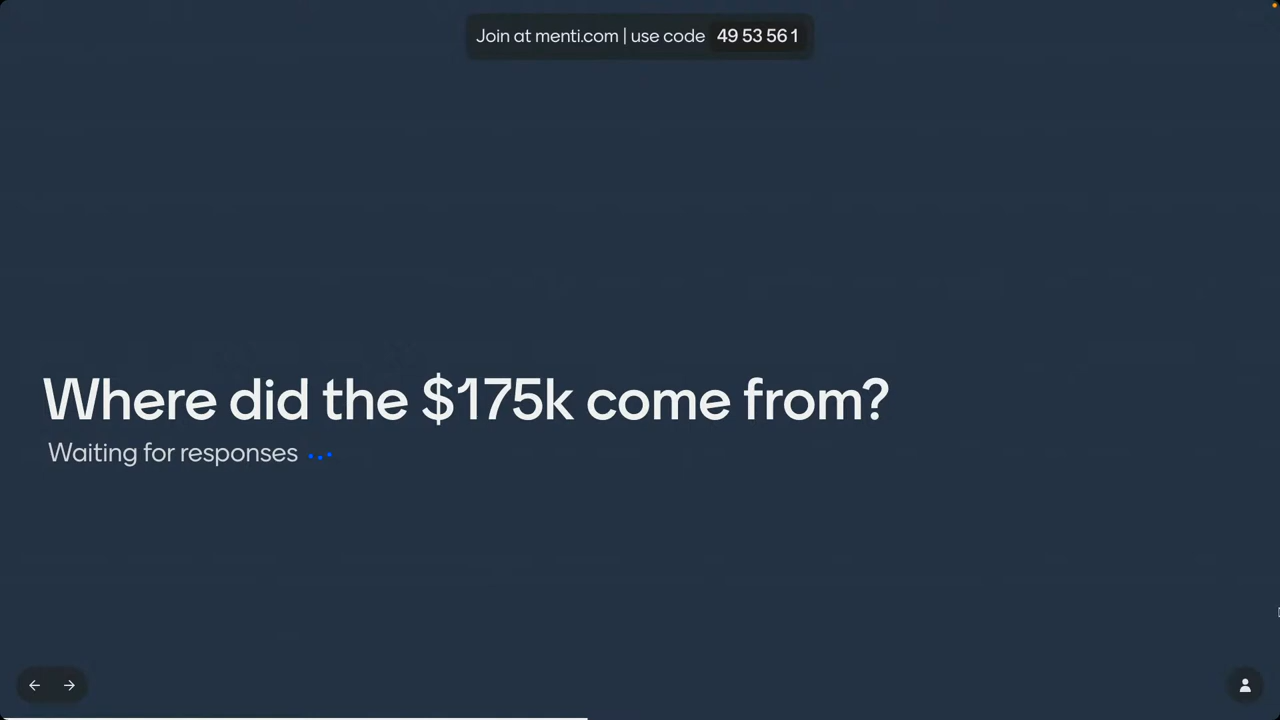 Join at menti.com | use code 49 53 56 1
Where did the $175k come from?
Waiting for responses